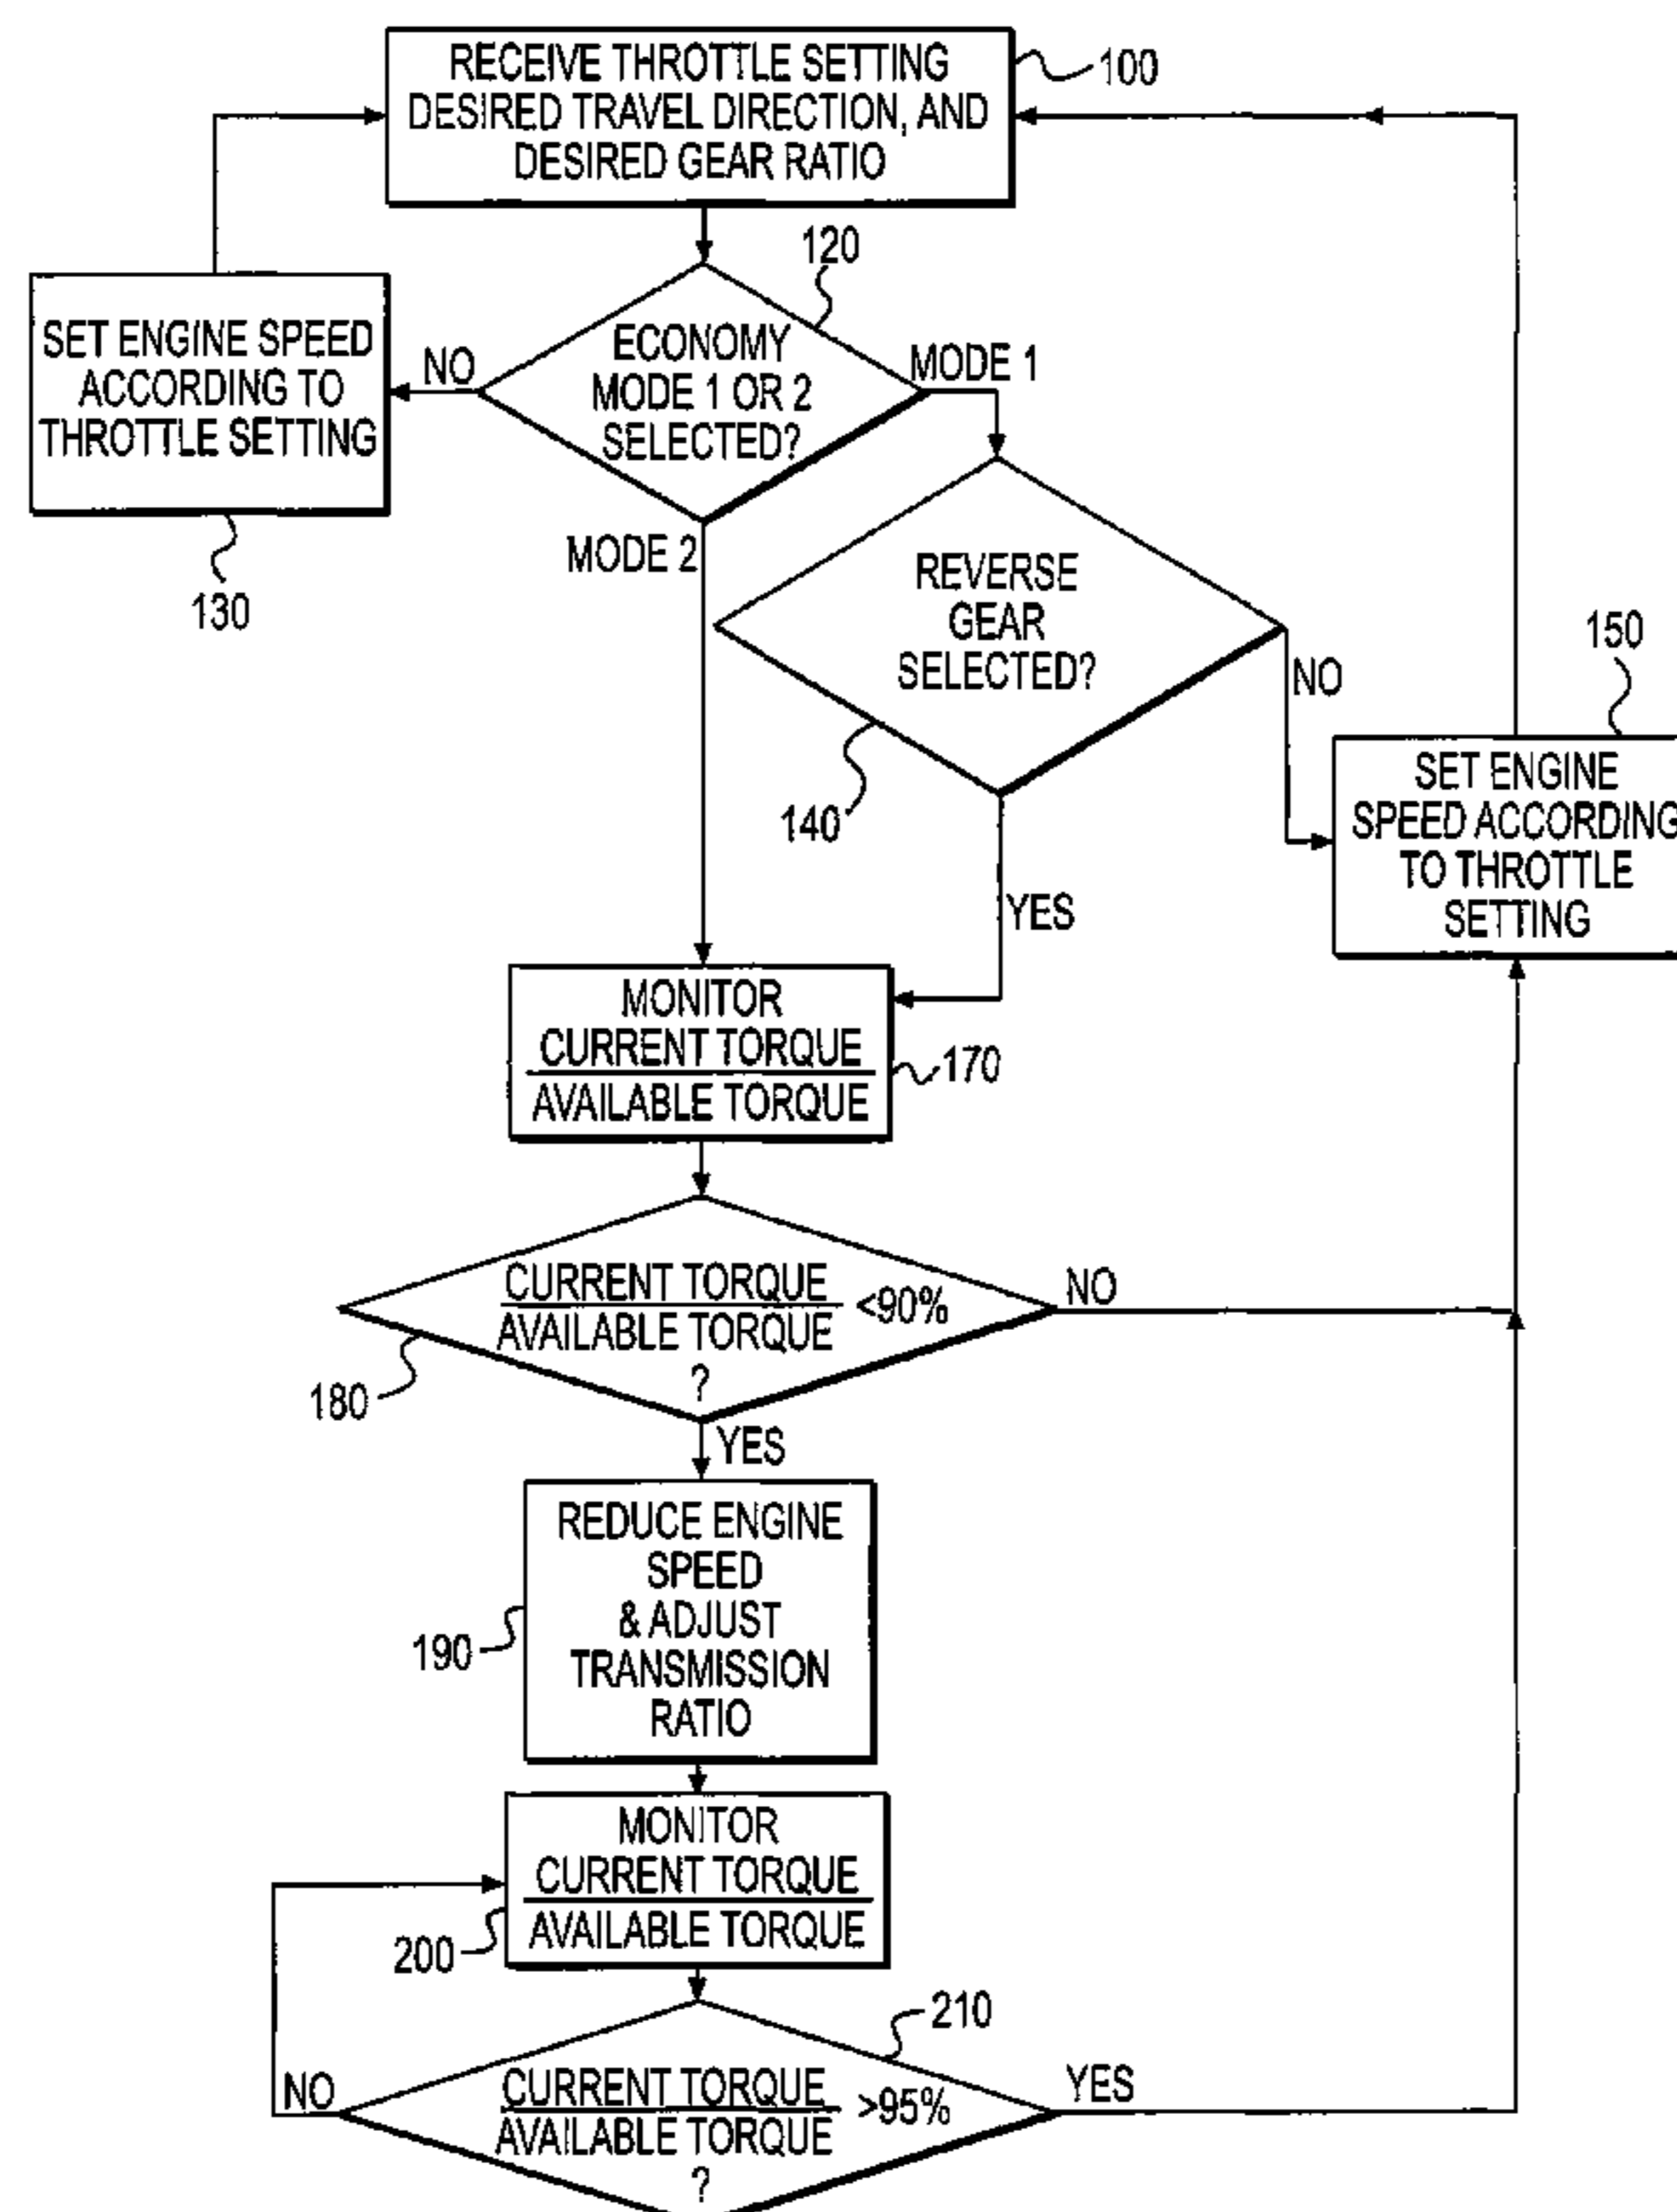 RECEIVE THROTTLE SETTING
DESIRED TRAVEL DIRECTION, AND
DESIRED GEAR RATIO
100
120
ECONOMY
MODE 1 OR 2
SELECTED?
NO
MODE 1
MODE 2
SET ENGINE SPEED
ACCORDING TO
THROTTLE SETTING
130
REVERSE
GEAR
SELECTED?
NO
140
YES
150
SET ENGINE
SPEED ACCORDING
TO THROTTLE
SETTING
MONITOR
CURRENT TORQUE
AVAILABLE TORQUE
170
CURRENT TORQUE
AVAILABLE TORQUE
<90%
?
NO
180
YES
REDUCE ENGINE
SPEED
& ADJUST
TRANSMISSION
RATIO
190
MONITOR
CURRENT TORQUE
AVAILABLE TORQUE
200
210
CURRENT TORQUE
AVAILABLE TORQUE
>95%
?
NO
YES